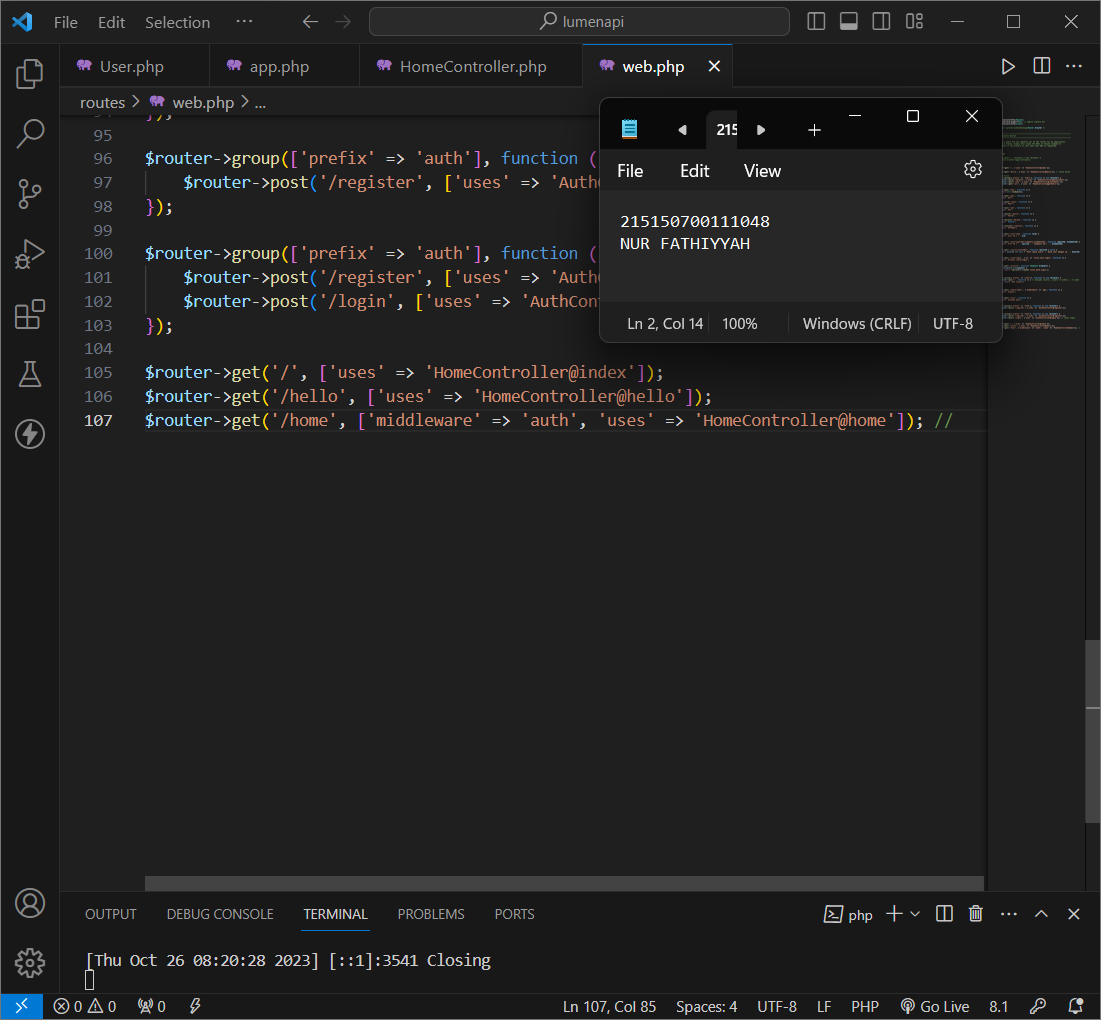 File Edit Selection ··· lumenapi
User.php app.php HomeController.php web.php
routes > web.php > ...
95
96 $router->group(['prefix' => 'auth'], function (
97 $router->post('/register', ['uses' => 'Auth
98 });
99
100 $router->group(['prefix' => 'auth'], function (
101 $router->post('/register', ['uses' => 'Auth
102 $router->post('/login', ['uses' => 'AuthCont
103 });
104
105 $router->get('/', ['uses' => 'HomeController@index']);
106 $router->get('/hello', ['uses' => 'HomeController@hello']);
107 $router->get('/home', ['middleware' => 'auth', 'uses' => 'HomeController@home']); //
215
File Edit View
215150700111048
NUR FATHIYYAH
Ln 2, Col 14 100% Windows (CRLF) UTF-8
OUTPUT DEBUG CONSOLE TERMINAL PROBLEMS PORTS php
[Thu Oct 26 08:20:28 2023] [::1]:3541 Closing
0 0 0 Ln 107, Col 85 Spaces: 4 UTF-8 LF PHP Go Live 8.1